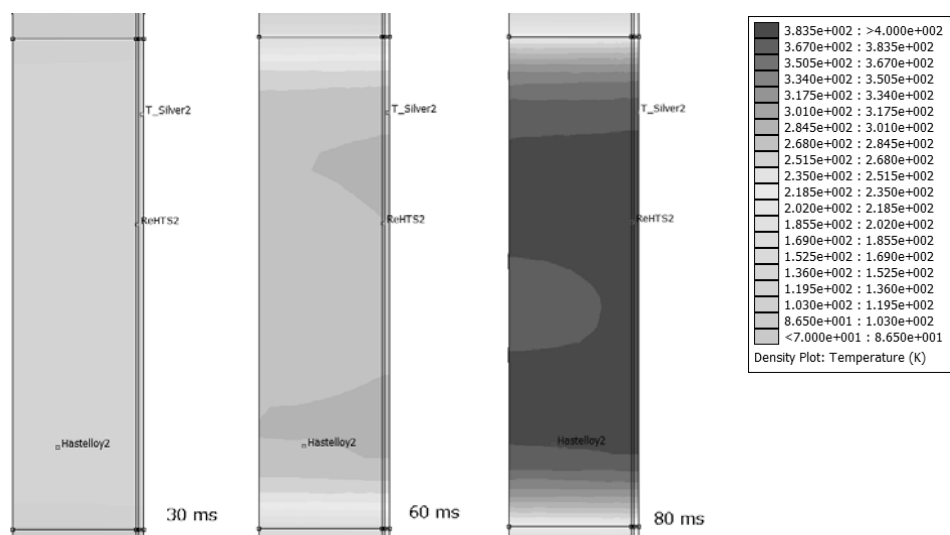 T_Silver2
ReHTS2
Hastelloy2
30 ms
T_Silver2
ReHTS2
Hastelloy2
60 ms
T_Silver2
ReHTS2
Hastelloy2
80 ms
3.835e+002 : >4.000e+002
3.670e+002 : 3.835e+002
3.505e+002 : 3.670e+002
3.340e+002 : 3.505e+002
3.175e+002 : 3.340e+002
3.010e+002 : 3.175e+002
2.845e+002 : 3.010e+002
2.680e+002 : 2.845e+002
2.515e+002 : 2.680e+002
2.350e+002 : 2.515e+002
2.185e+002 : 2.350e+002
2.020e+002 : 2.185e+002
1.855e+002 : 2.020e+002
1.690e+002 : 1.855e+002
1.525e+002 : 1.690e+002
1.360e+002 : 1.525e+002
1.195e+002 : 1.360e+002
1.030e+002 : 1.195e+002
8.650e+001 : 1.030e+002
<7.000e+001 : 8.650e+001
Density Plot: Temperature (K)